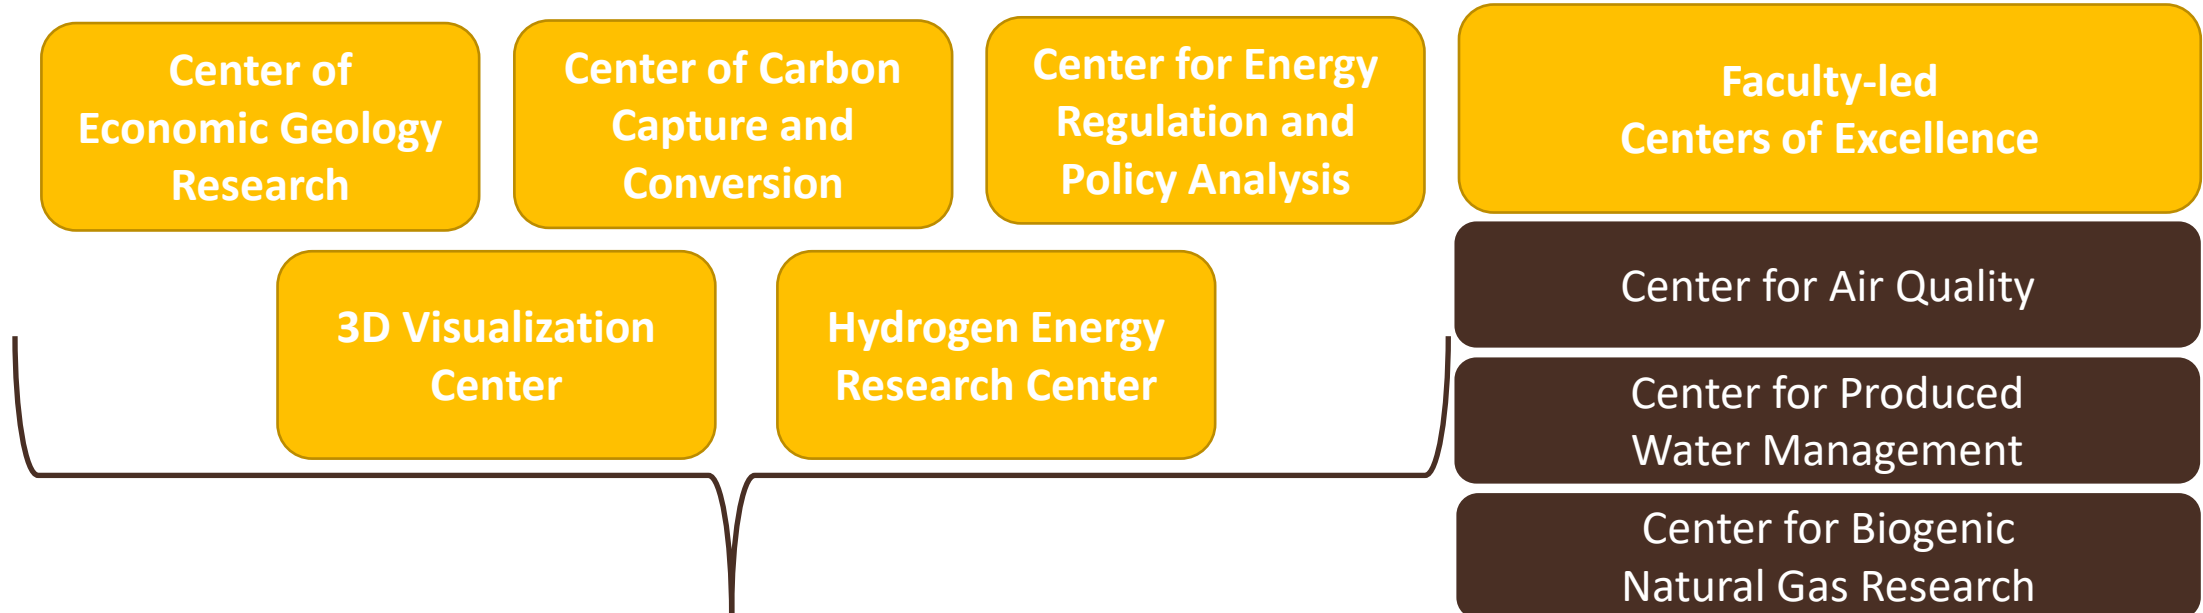 Center of
Economic Geology
Research
Center of Carbon
Capture and
Conversion
Center for Energy
Regulation and
Policy Analysis
3D Visualization
Center
Hydrogen Energy
Research Center
Faculty-led
Centers of Excellence
Center for Air Quality
Center for Produced
Water Management
Center for Biogenic
Natural Gas Research